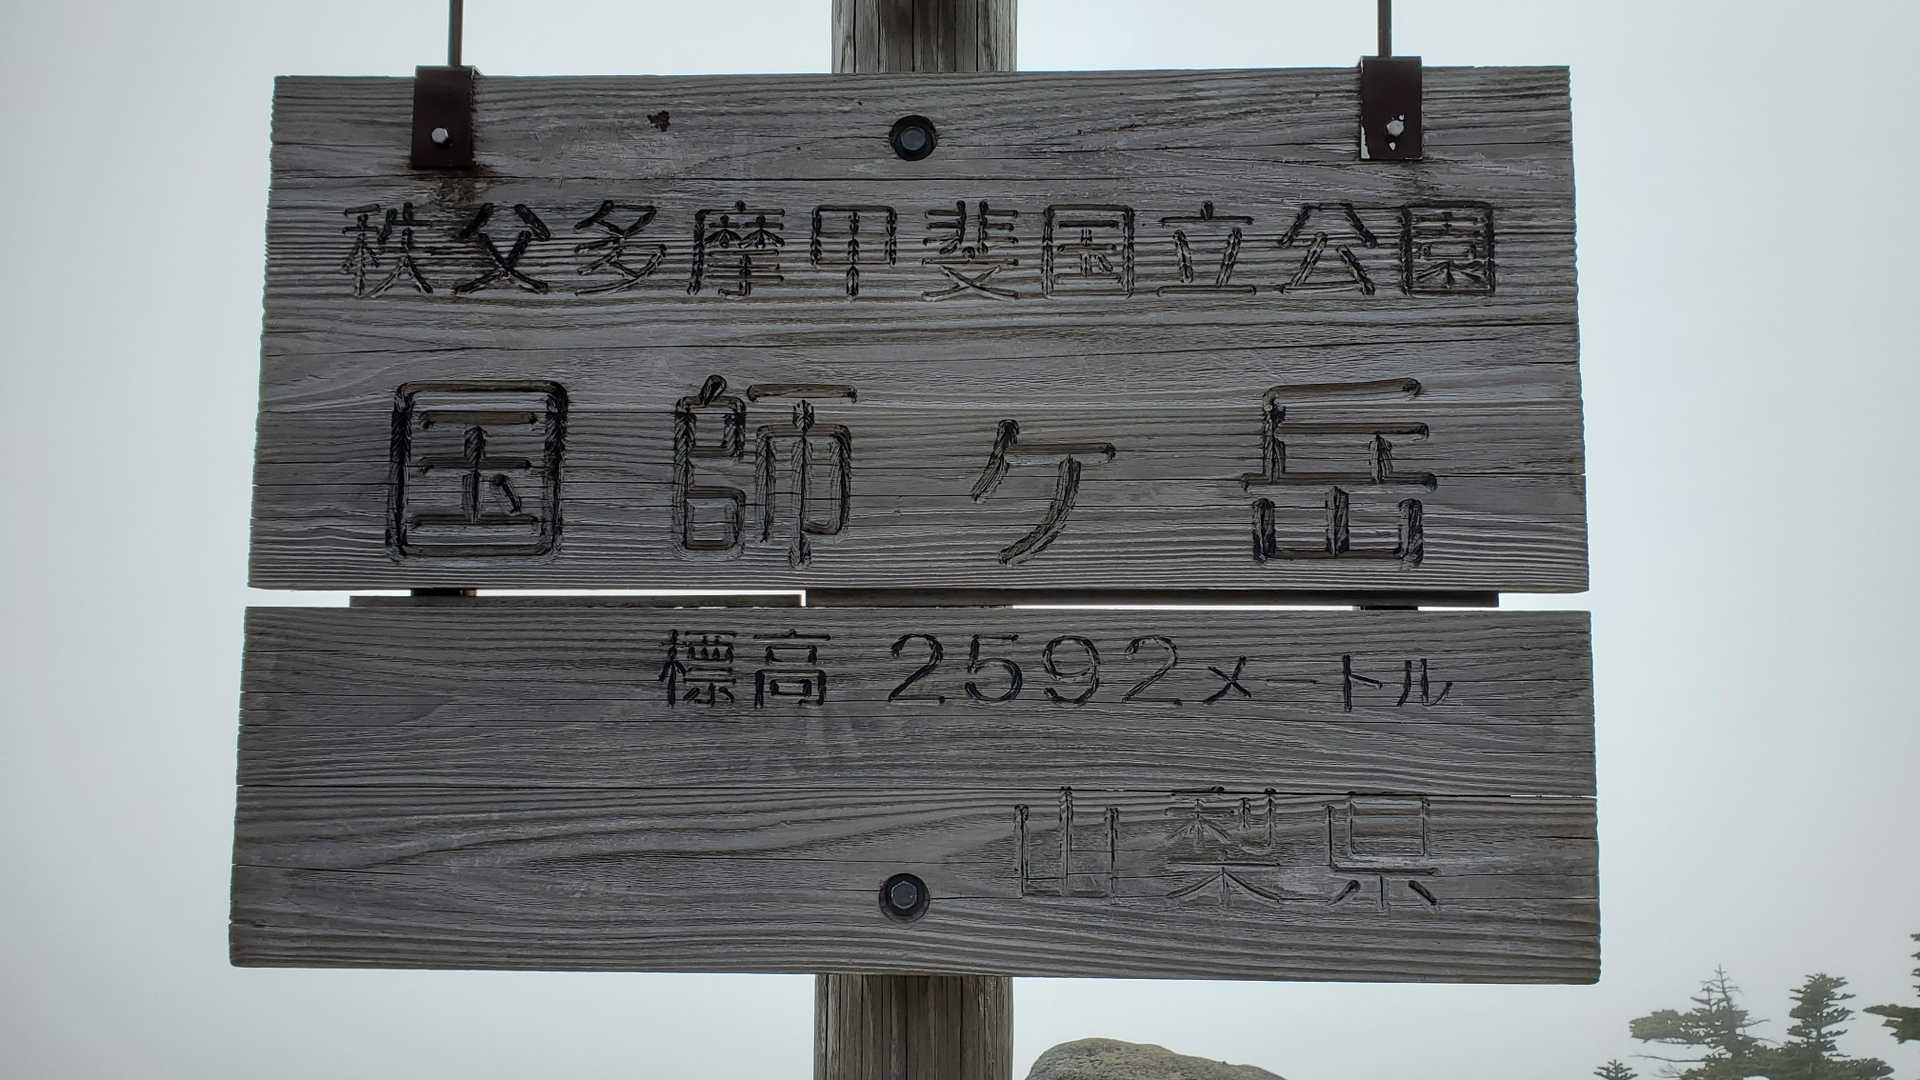 秩父多摩甲斐国立公園
国師ヶ岳
標高 2592メートル
山梨県